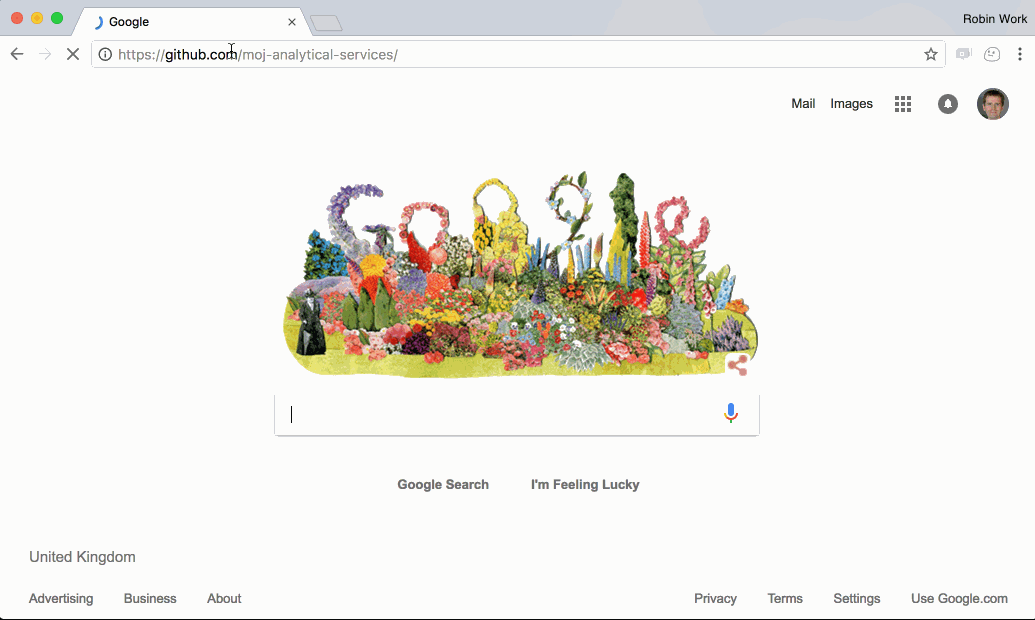 Google
Robin Work
https://github.com/moj-analytical-services/
Mail Images
Google
Google Search I'm Feeling Lucky
United Kingdom
Advertising Business About Privacy Terms Settings Use Google.com